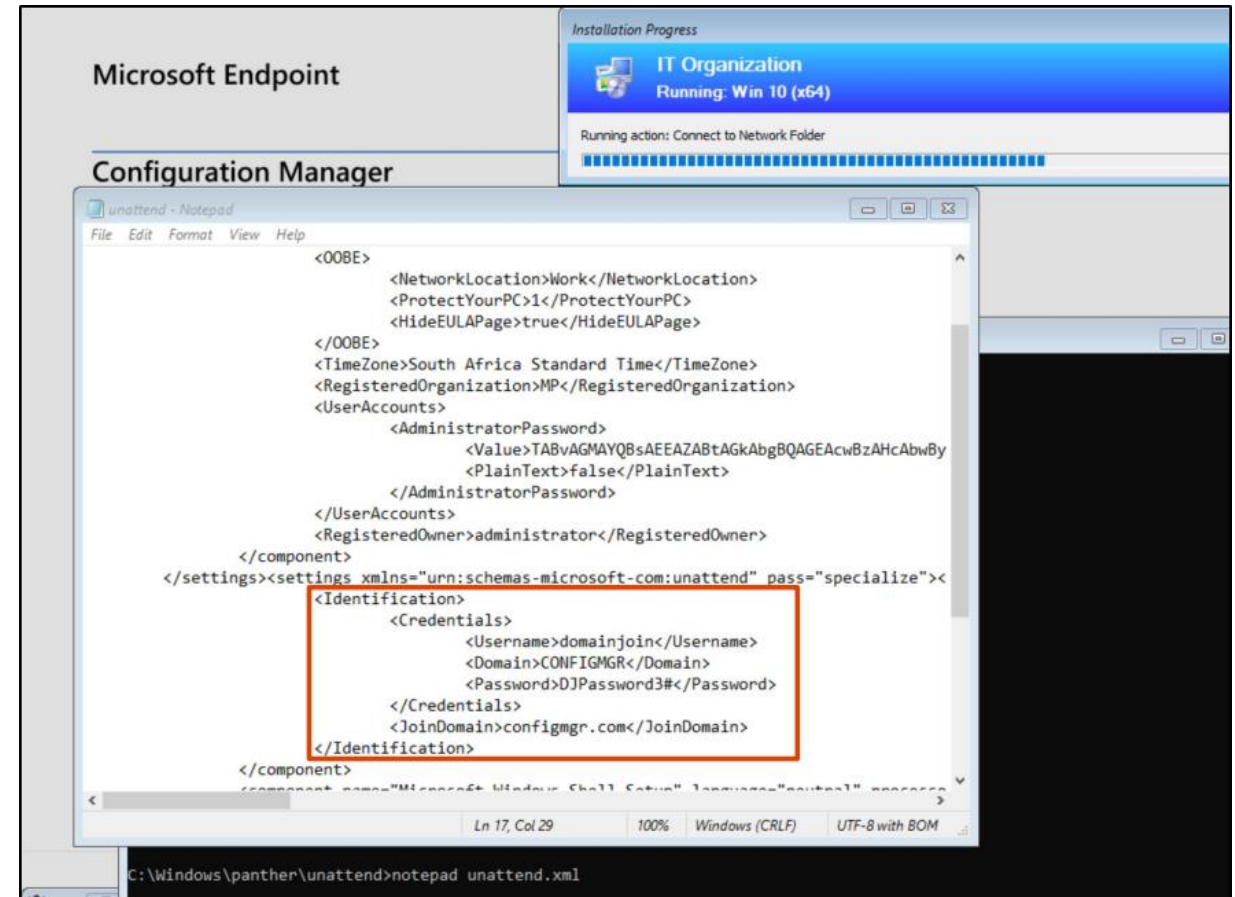 Microsoft Endpoint
Configuration Manager
Installation Progress
IT Organization
Running: Win 10 (x64)
Running action: Connect to Network Folder
unattend - Notepad
File Edit Format View Help
<OOBE>
<NetworkLocation>Work</NetworkLocation>
<ProtectYourPC>1</ProtectYourPC>
<HideEULAPage>true</HideEULAPage>
</OOBE>
<TimeZone>South Africa Standard Time</TimeZone>
<RegisteredOrganization>MP</RegisteredOrganization>
<UserAccounts>
<AdministratorPassword>
<Value>TABvAGMAYQBsAEEAZABtAGkAbgBQAGEAcwBzAHcAbwBy
<PlainText>false</PlainText>
</AdministratorPassword>
</UserAccounts>
<RegisteredOwner>administrator</RegisteredOwner>
</component>
</settings><settings xmlns="urn:schemas-microsoft-com:unattend" pass="specialize"><
<Identification>
<Credentials>
<Username>domainjoin</Username>
<Domain>CONFIGMGR</Domain>
<Password>DJPassword3#</Password>
</Credentials>
<JoinDomain>configmgr.com</JoinDomain>
</Identification>
</component>
Ln 17, Col 29 100% Windows (CRLF) UTF-8 with BOM
C:\Windows\panther\unattend>notepad unattend.xml